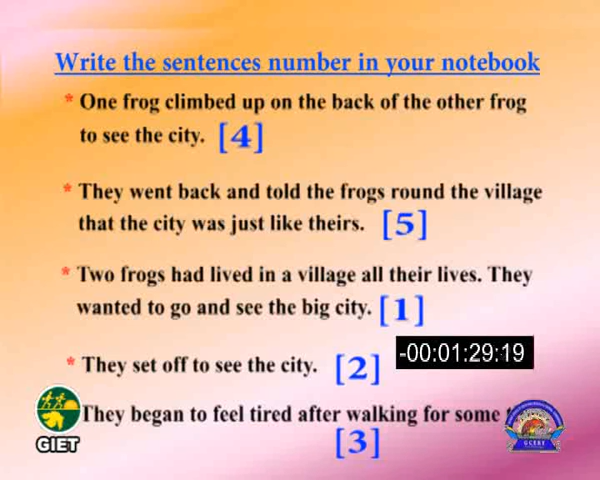 Write the sentences number in your notebook
* One frog climbed up on the back of the other frog
to see the city. [4]
* They went back and told the frogs round the village
that the city was just like theirs. [5]
* Two frogs had lived in a village all their lives. They
wanted to go and see the big city. [1]
* They set off to see the city. [2]
-00:01:29:19
They began to feel tired after walking for some
[3]
GIET
GCERT